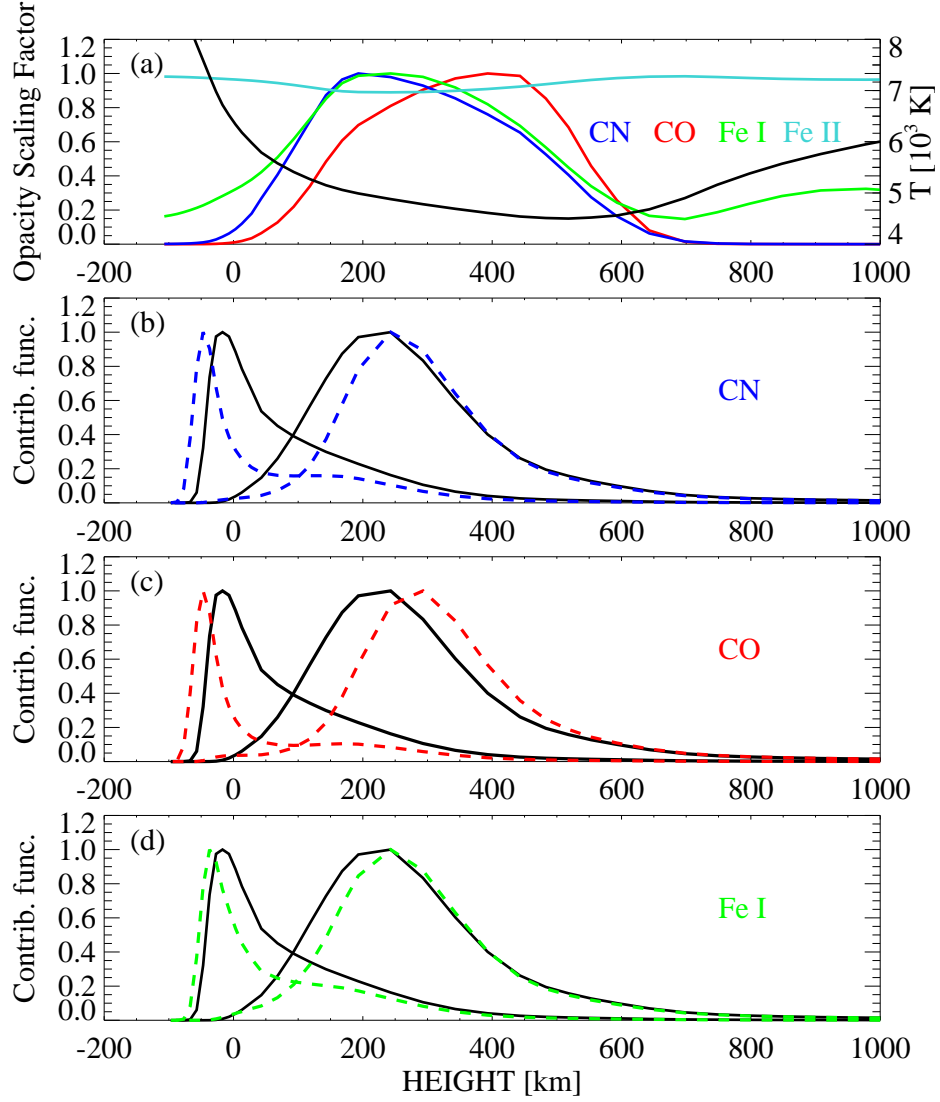 Opacity Scaling Factor
1.2
1.0
0.8
0.6
0.4
0.2
0.0
(a)
CN CO Fe I Fe II
8
7
6
5
4
T [10³ K]
-200 0 200 400 600 800 1000
Contrib. func.
1.2
1.0
0.8
0.6
0.4
0.2
0.0
(b)
CN
-200 0 200 400 600 800 1000
Contrib. func.
1.2
1.0
0.8
0.6
0.4
0.2
0.0
(c)
CO
-200 0 200 400 600 800 1000
Contrib. func.
1.2
1.0
0.8
0.6
0.4
0.2
0.0
(d)
Fe I
-200 0 200 400 600 800 1000
HEIGHT [km]